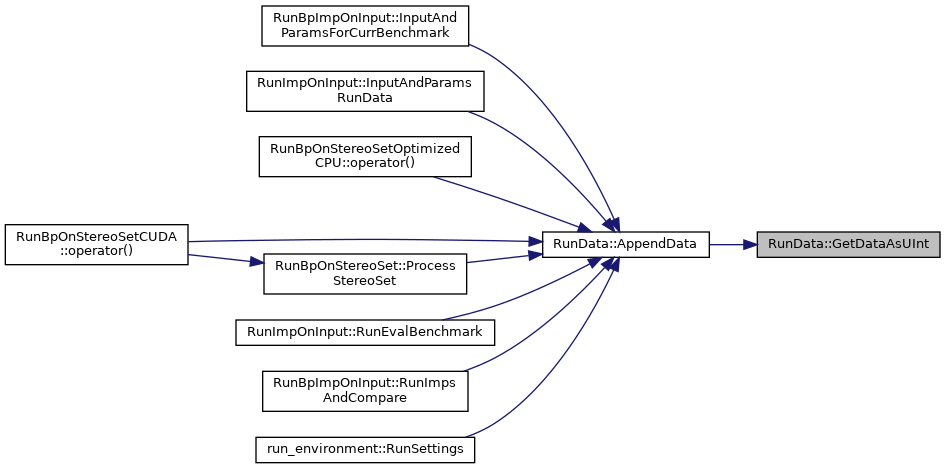 RunBpImpOnInput::InputAnd
ParamsForCurrBenchmark
RunImpOnInput::InputAndParams
RunData
RunBpOnStereoSetOptimized
CPU::operator()
RunBpOnStereoSetCUDA
::operator()
RunBpOnStereoSet::Process
StereoSet
RunData::AppendData
RunData::GetDataAsUInt
RunImpOnInput::RunEvalBenchmark
RunBpImpOnInput::RunImps
AndCompare
run_environment::RunSettings